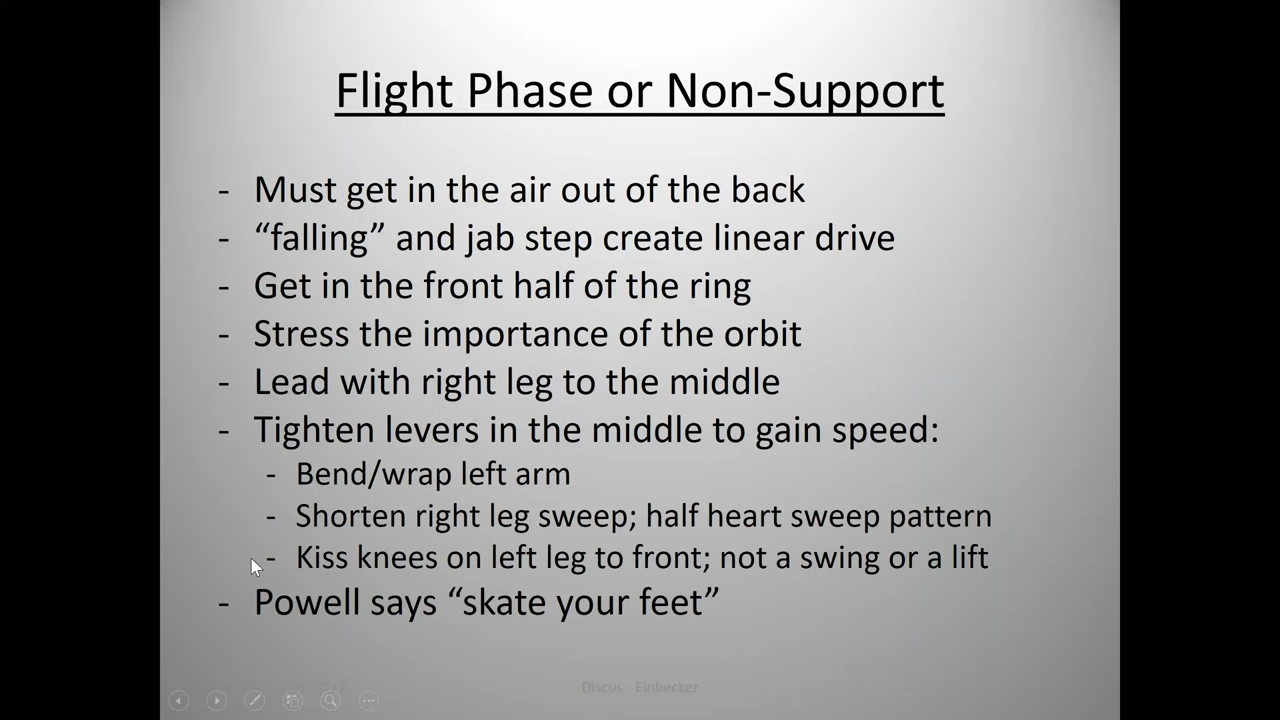 Flight Phase or Non-Support
- Must get in the air out of the back
- “falling” and jab step create linear drive
- Get in the front half of the ring
- Stress the importance of the orbit
- Lead with right leg to the middle
- Tighten levers in the middle to gain speed:
- Bend/wrap left arm
- Shorten right leg sweep; half heart sweep pattern
- Kiss knees on left leg to front; not a swing or a lift
- Powell says “skate your feet”
Discus - Einbecker